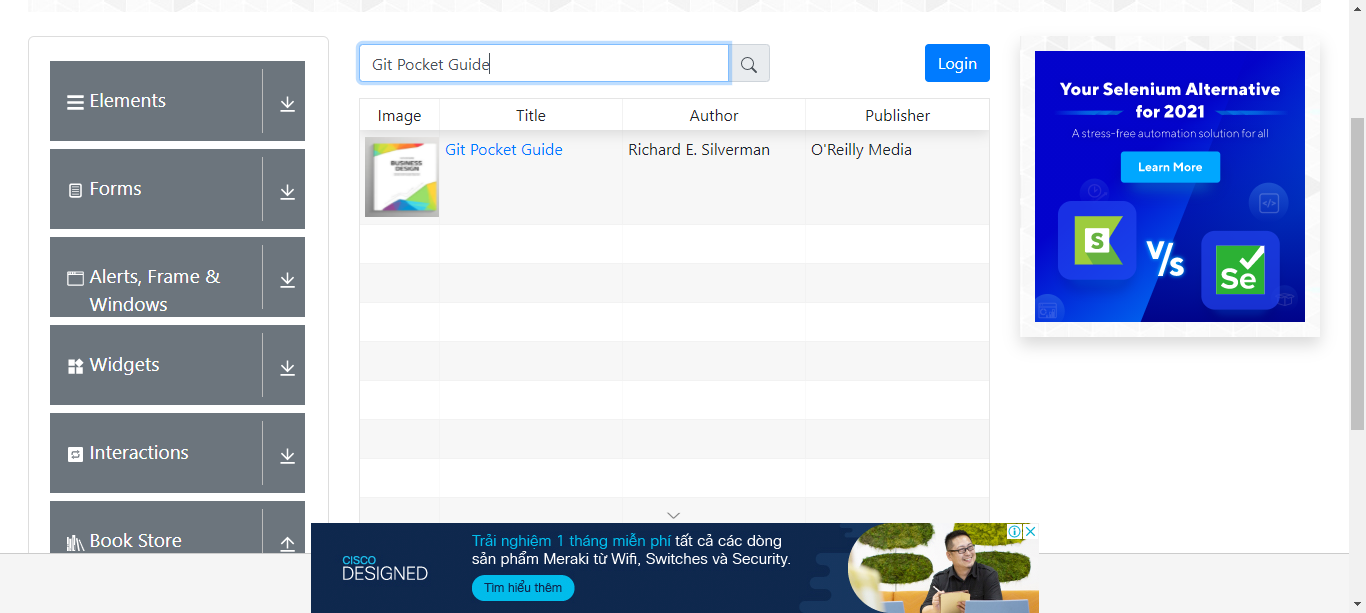 Elements
Forms
Alerts, Frame &
Windows
Widgets
Interactions
Book Store
Git Pocket Guide
Login
Image Title Author Publisher
BUSINESS
DESIGN
Git Pocket Guide Richard E. Silverman O'Reilly Media
Your Selenium Alternative
for 2021
A stress-free automation solution for all
Learn More
S
V/s
Se
CISCO
DESIGNED
Trải nghiệm 1 tháng miễn phí tất cả các dòng
sản phẩm Meraki từ Wifi, Switches và Security.
Tìm hiểu thêm